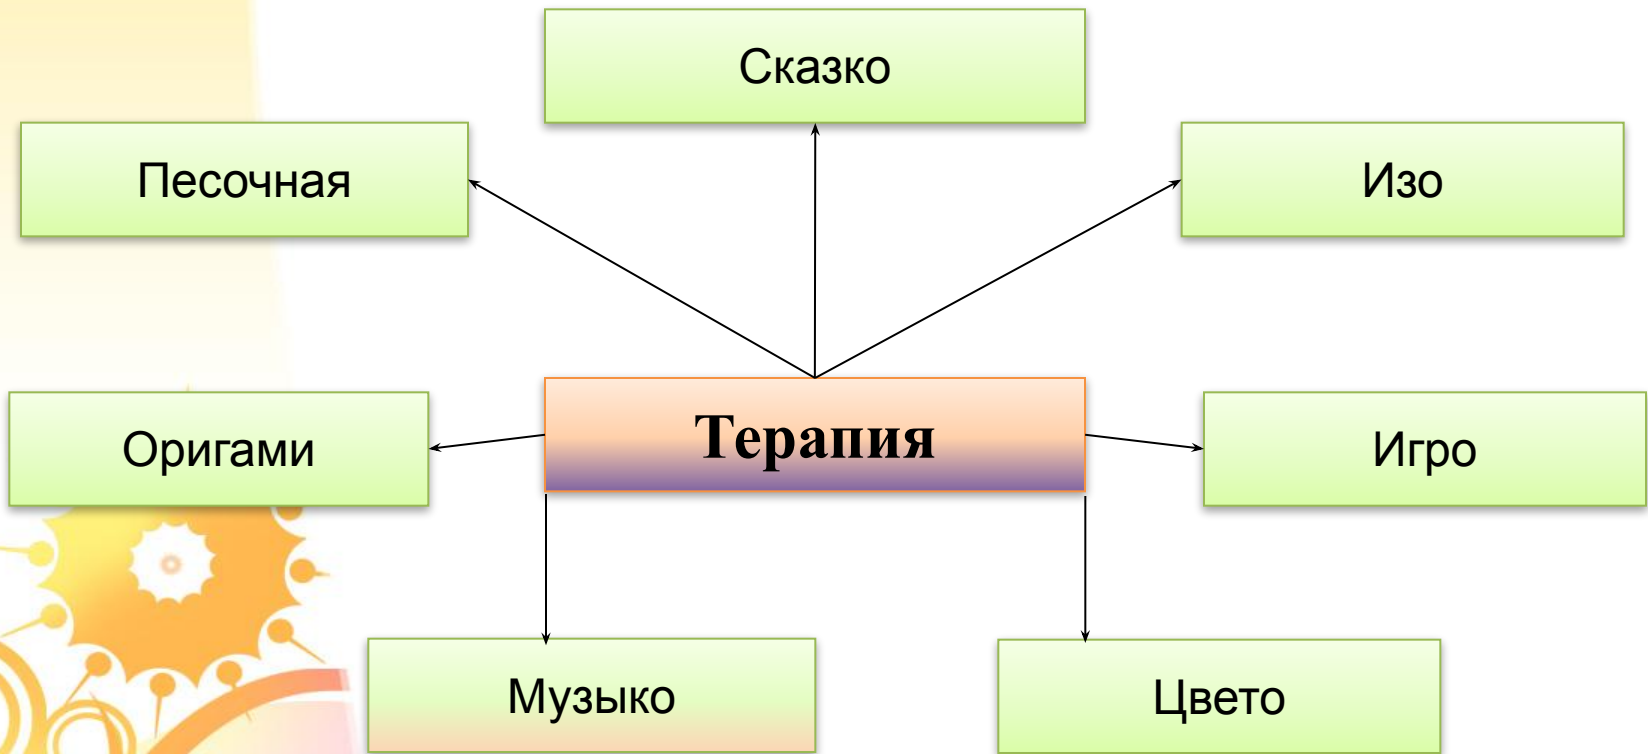 Сказко
Песочная
Изо
Терапия
Оригами
Игро
Музыко
Цвето